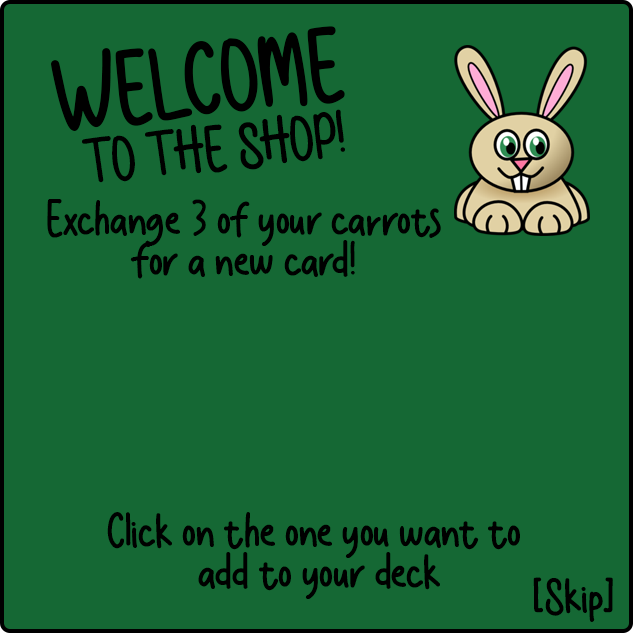 WELCOME
TO THE SHOP!
Exchange 3 of your carrots
for a new card!
Click on the one you want to
add to your deck
[Skip]